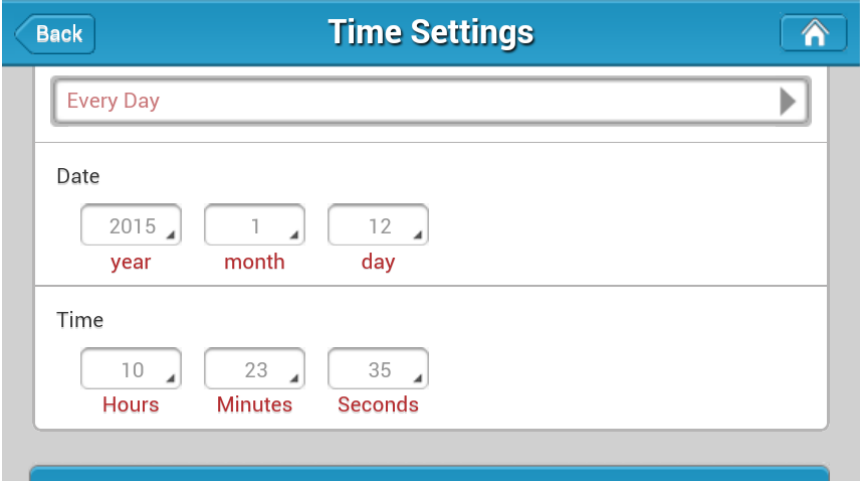 Back Time Settings
Every Day
Date
2015 1 12
year month day
Time
10 23 35
Hours Minutes Seconds